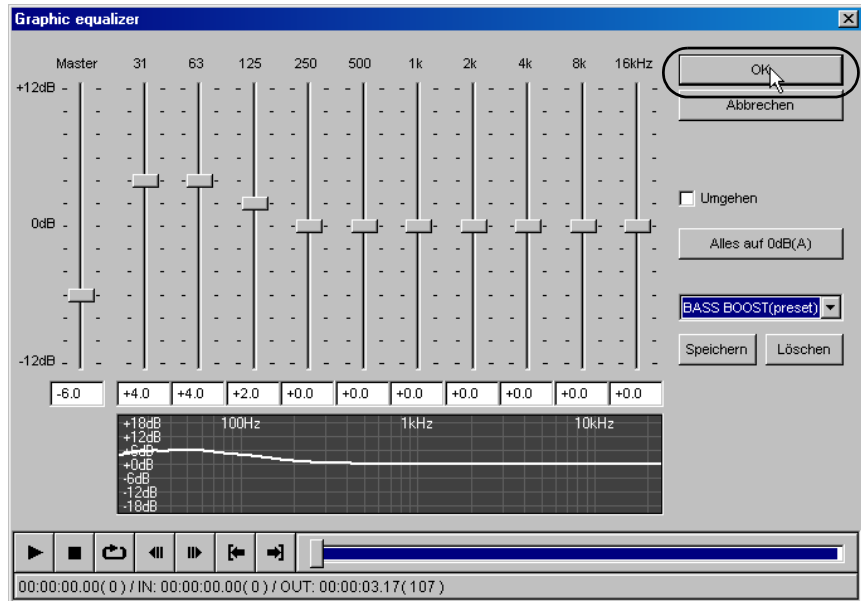 Graphic equalizer
Master 31 63 125 250 500 1k 2k 4k 8k 16kHz
+12dB
0dB
-12dB
OK
Abbrechen
Umgehen
Alles auf 0dB(A)
BASS BOOST(preset)
Speichern Löschen
-6.0 +4.0 +4.0 +2.0 +0.0 +0.0 +0.0 +0.0 +0.0 +0.0 +0.0
+18dB 100Hz 1kHz 10kHz
+12dB
+6dB
+0dB
-6dB
-12dB
-18dB
00:00:00.00( 0 ) / IN: 00:00:00.00( 0 ) / OUT: 00:00:03.17( 107 )